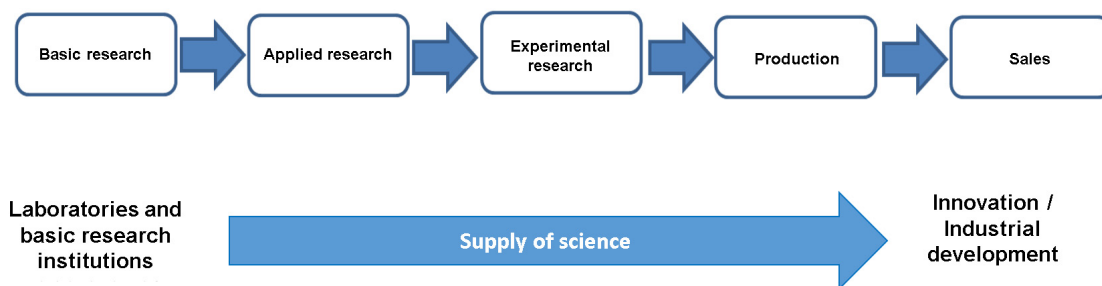 Basic research
Applied research
Experimental
research
Production
Sales
Laboratories and
basic research
institutions
Supply of science
Innovation /
Industrial
development